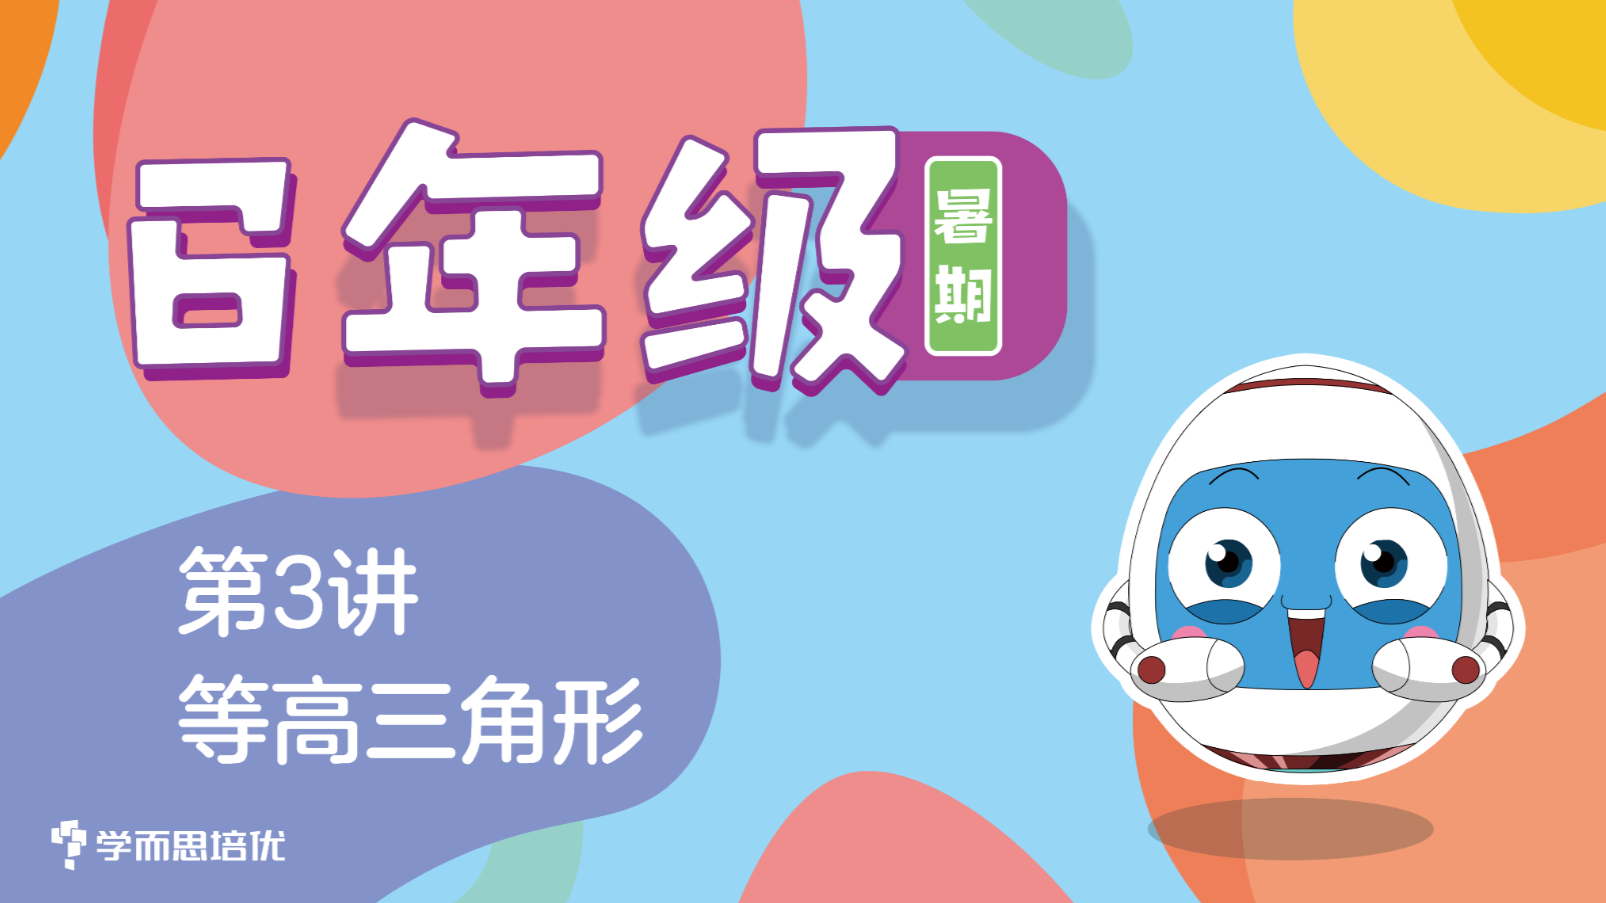 6年级
暑期
第3讲
等高三角形
学而思培优